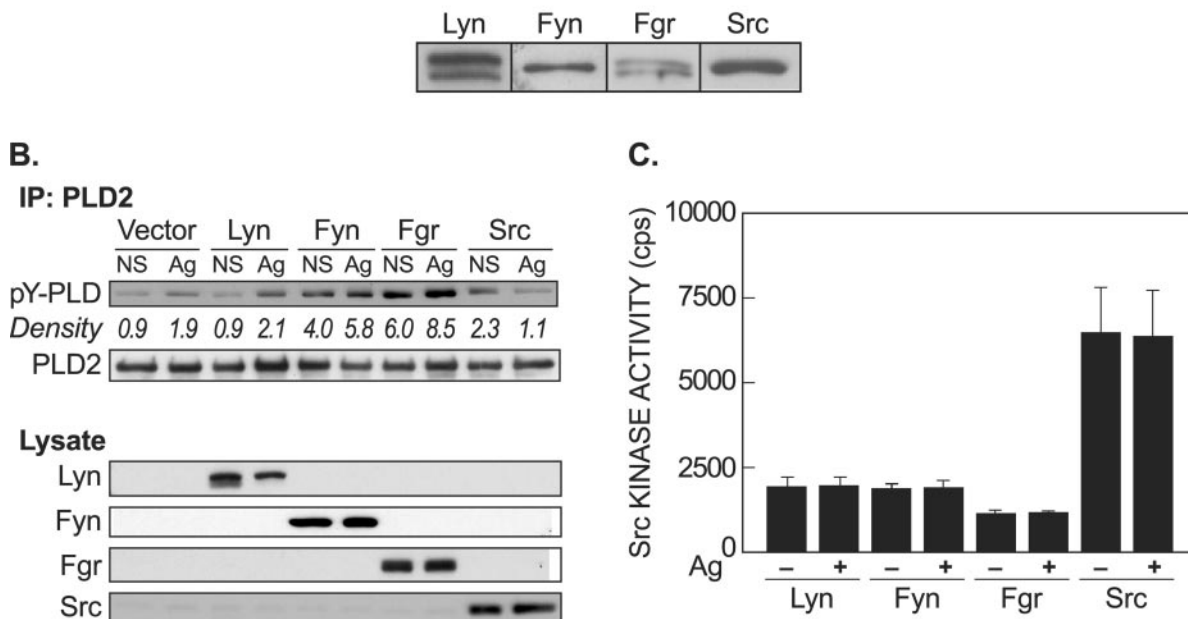 Lyn Fyn Fgr Src
B.
IP: PLD2
Vector Lyn Fyn Fgr Src
NS Ag NS Ag NS Ag NS Ag NS Ag
pY-PLD
Density 0.9 1.9 0.9 2.1 4.0 5.8 6.0 8.5 2.3 1.1
PLD2
Lysate
Lyn
Fyn
Fgr
Src
C.
Src KINASE ACTIVITY (cps)
10000
7500
5000
2500
0
Ag − + − + − + − +
Lyn Fyn Fgr Src